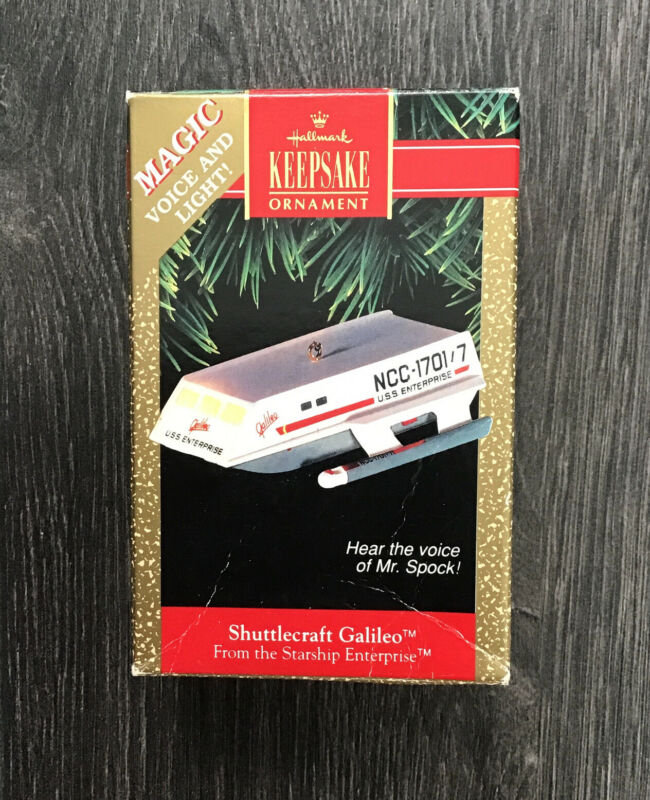 MAGIC
VOICE AND
LIGHT!
Hallmark
KEEPSAKE
ORNAMENT
NCC-1701/7
U.S.S. ENTERPRISE
Galileo
Galileo
U.S.S. ENTERPRISE
Hear the voice
of Mr. Spock!
Shuttlecraft Galileo™
From the Starship Enterprise™